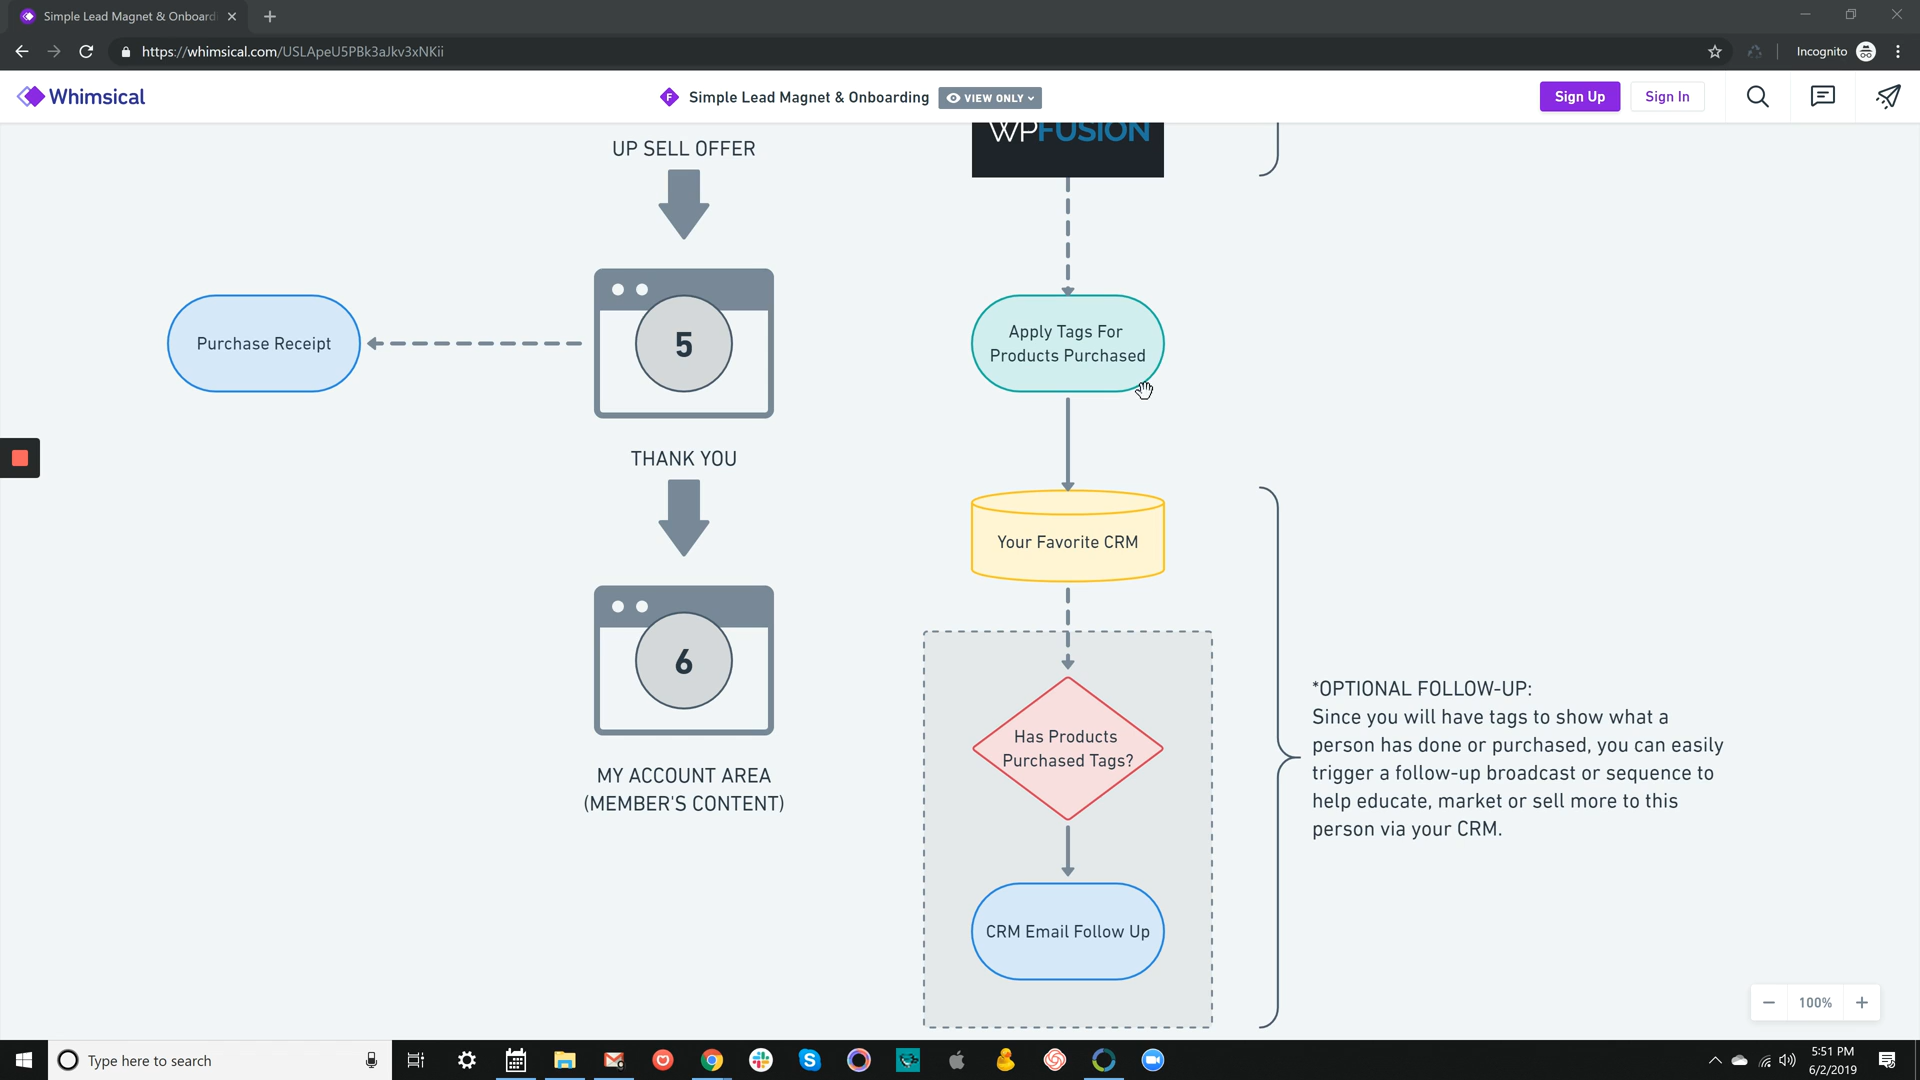 Simple Lead Magnet & Onboardi
https://whimsical.com/USLApeU5PBk3aJkv3xNKii
Incognito
Whimsical
F
Simple Lead Magnet & Onboarding
VIEW ONLY
Sign Up
Sign In
WPFUSION
UP SELL OFFER
Purchase Receipt
5
Apply Tags For
Products Purchased
THANK YOU
Your Favorite CRM
6
Has Products
Purchased Tags?
*OPTIONAL FOLLOW-UP:
Since you will have tags to show what a
person has done or purchased, you can easily
trigger a follow-up broadcast or sequence to
help educate, market or sell more to this
person via your CRM.
MY ACCOUNT AREA
(MEMBER'S CONTENT)
CRM Email Follow Up
100%
Type here to search
5:51 PM
6/2/2019